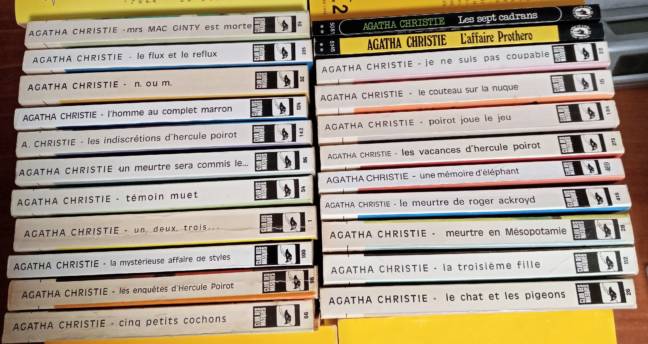 AGATHA CHRISTIE - mrs MAC GINTY est morte
AGATHA CHRISTIE - le flux et le reflux
AGATHA CHRISTIE - n. ou m.
AGATHA CHRISTIE - l'homme au complet marron
A. CHRISTIE - les indiscrétions d'hercule poirot
AGATHA CHRISTIE -un meurtre sera commis le...
AGATHA CHRISTIE - témoin muet
AGATHA CHRISTIE - un, deux, trois...
AGATHA CHRISTIE - la mystérieuse affaire de styles
AGATHA CHRISTIE - les enquêtes d'Hercule Poirot
AGATHA CHRISTIE - cinq petits cochons
2
AGATHA CHRISTIE Les sept cadrans
AGATHA CHRISTIE L'affaire Prothero
AGATHA CHRISTIE - je ne suis pas coupable
AGATHA CHRISTIE - le couteau sur la nuque
AGATHA CHRISTIE - poirot joue le jeu
AGATHA CHRISTIE - les vacances d'hercule poirot
AGATHA CHRISTIE - une mémoire d'éléphant
AGATHA CHRISTIE - le meurtre de roger ackroyd
AGATHA CHRISTIE - meurtre en Mésopotamie
AGATHA CHRISTIE - la troisième fille
AGATHA CHRISTIE - le chat et les pigeons